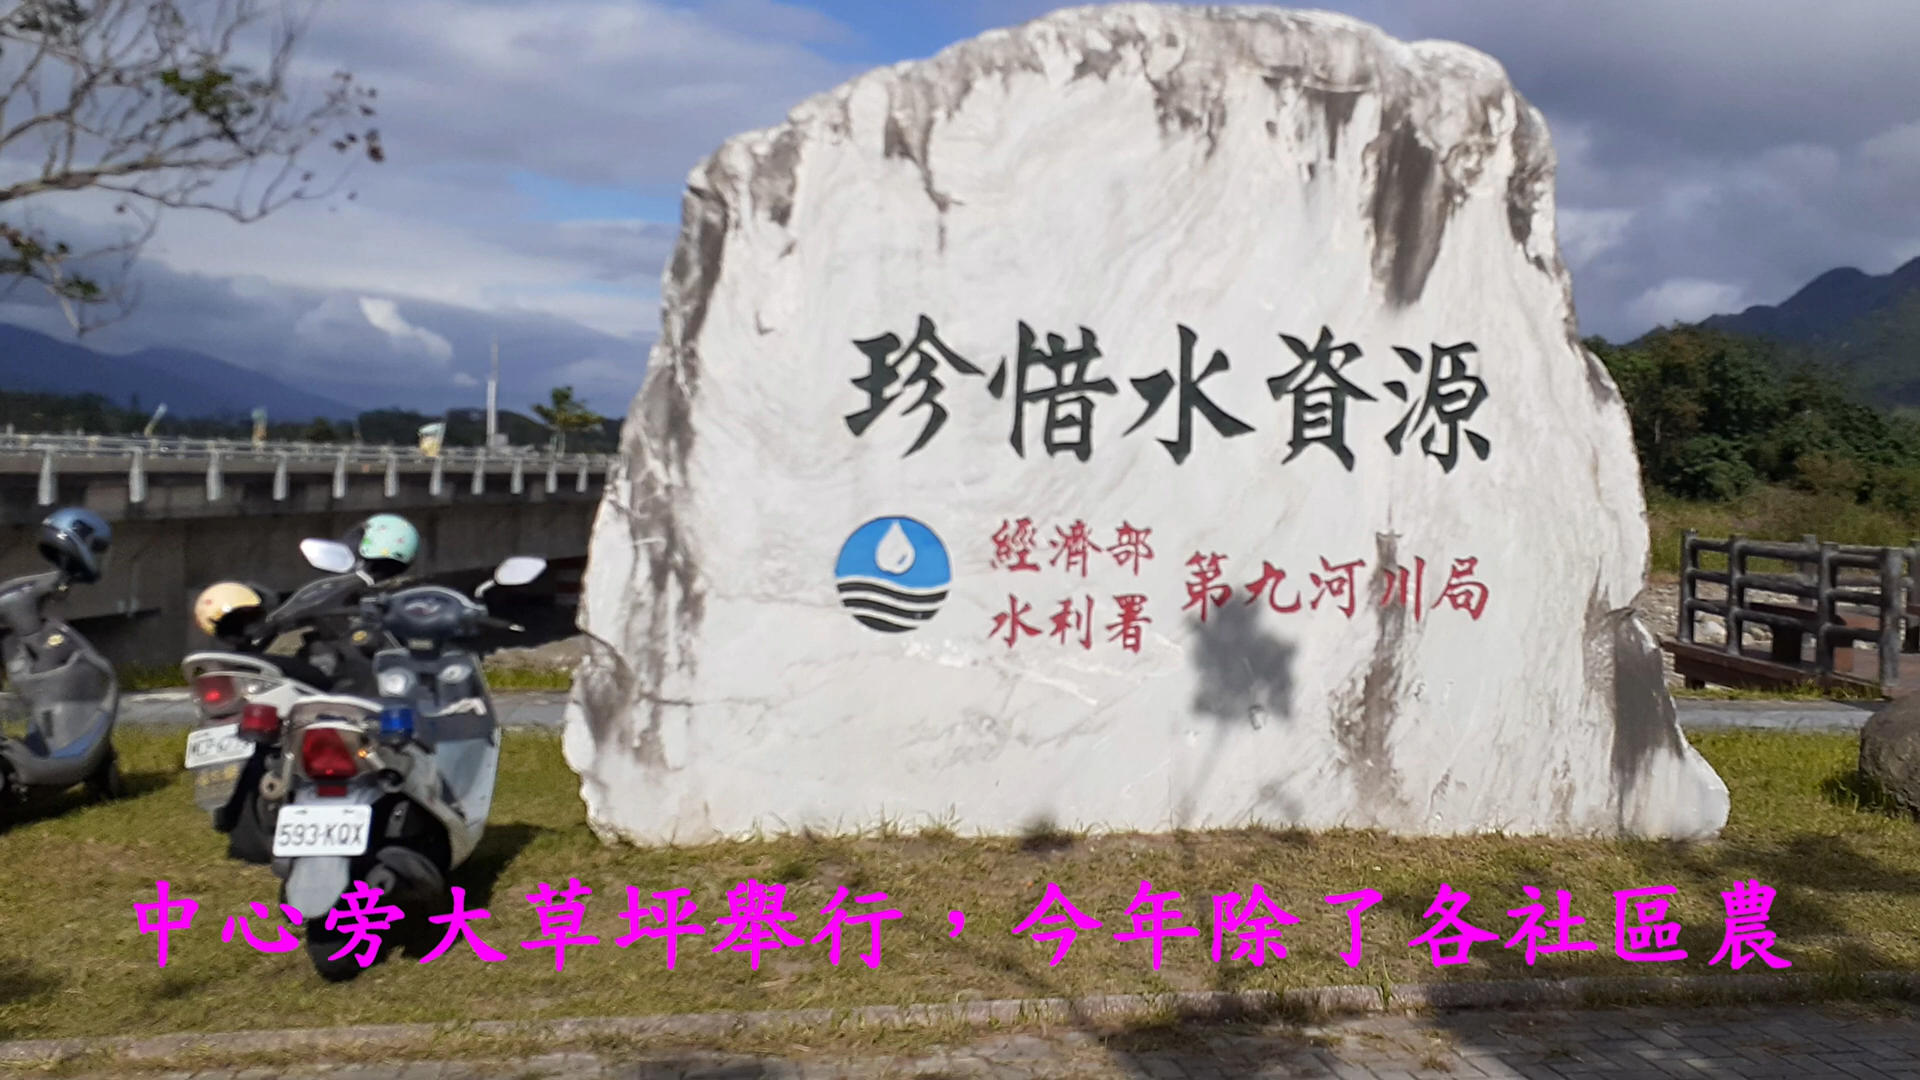 珍惜水資源
經濟部
水利署
第九河川局
593-KQX
中心旁大草坪舉行，今年除了各社區農